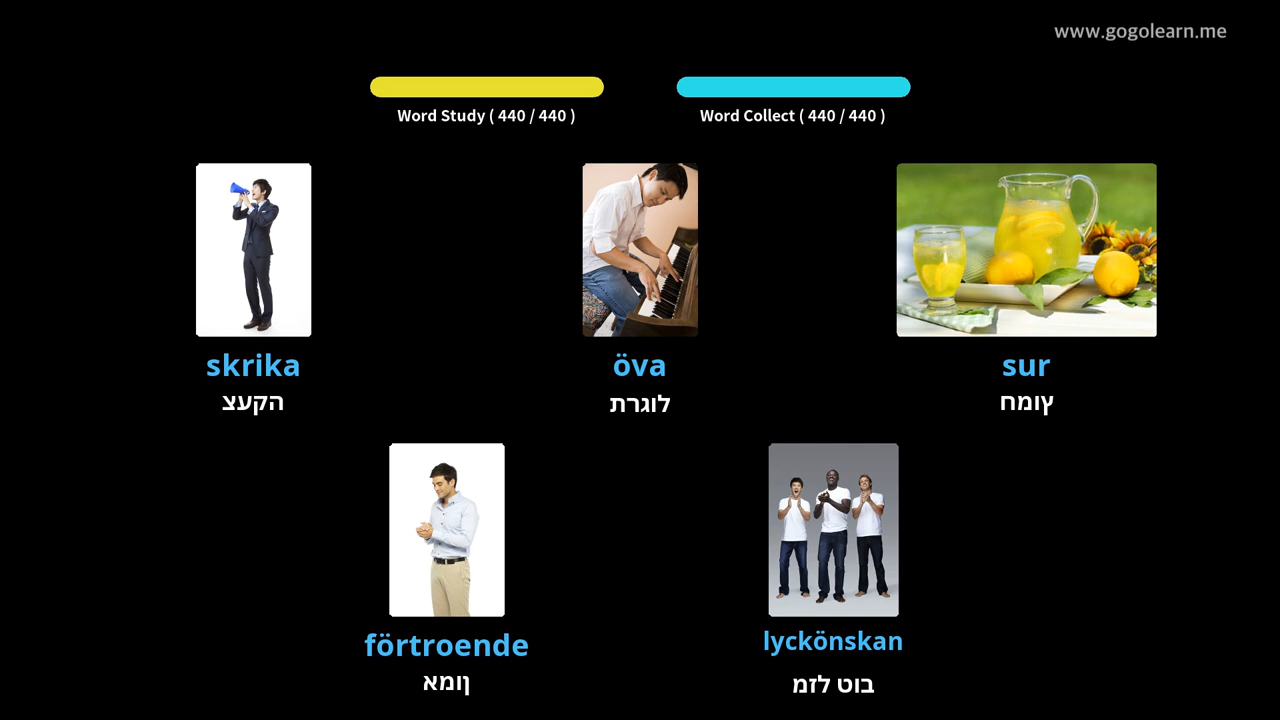 www.gogolearn.me
Word Study ( 440 / 440 )
Word Collect ( 440 / 440 )
skrika
הקעצ
öva
לוגרת
sur
ץומח
förtroende
ןומא
lyckönskan
בוט לזמ